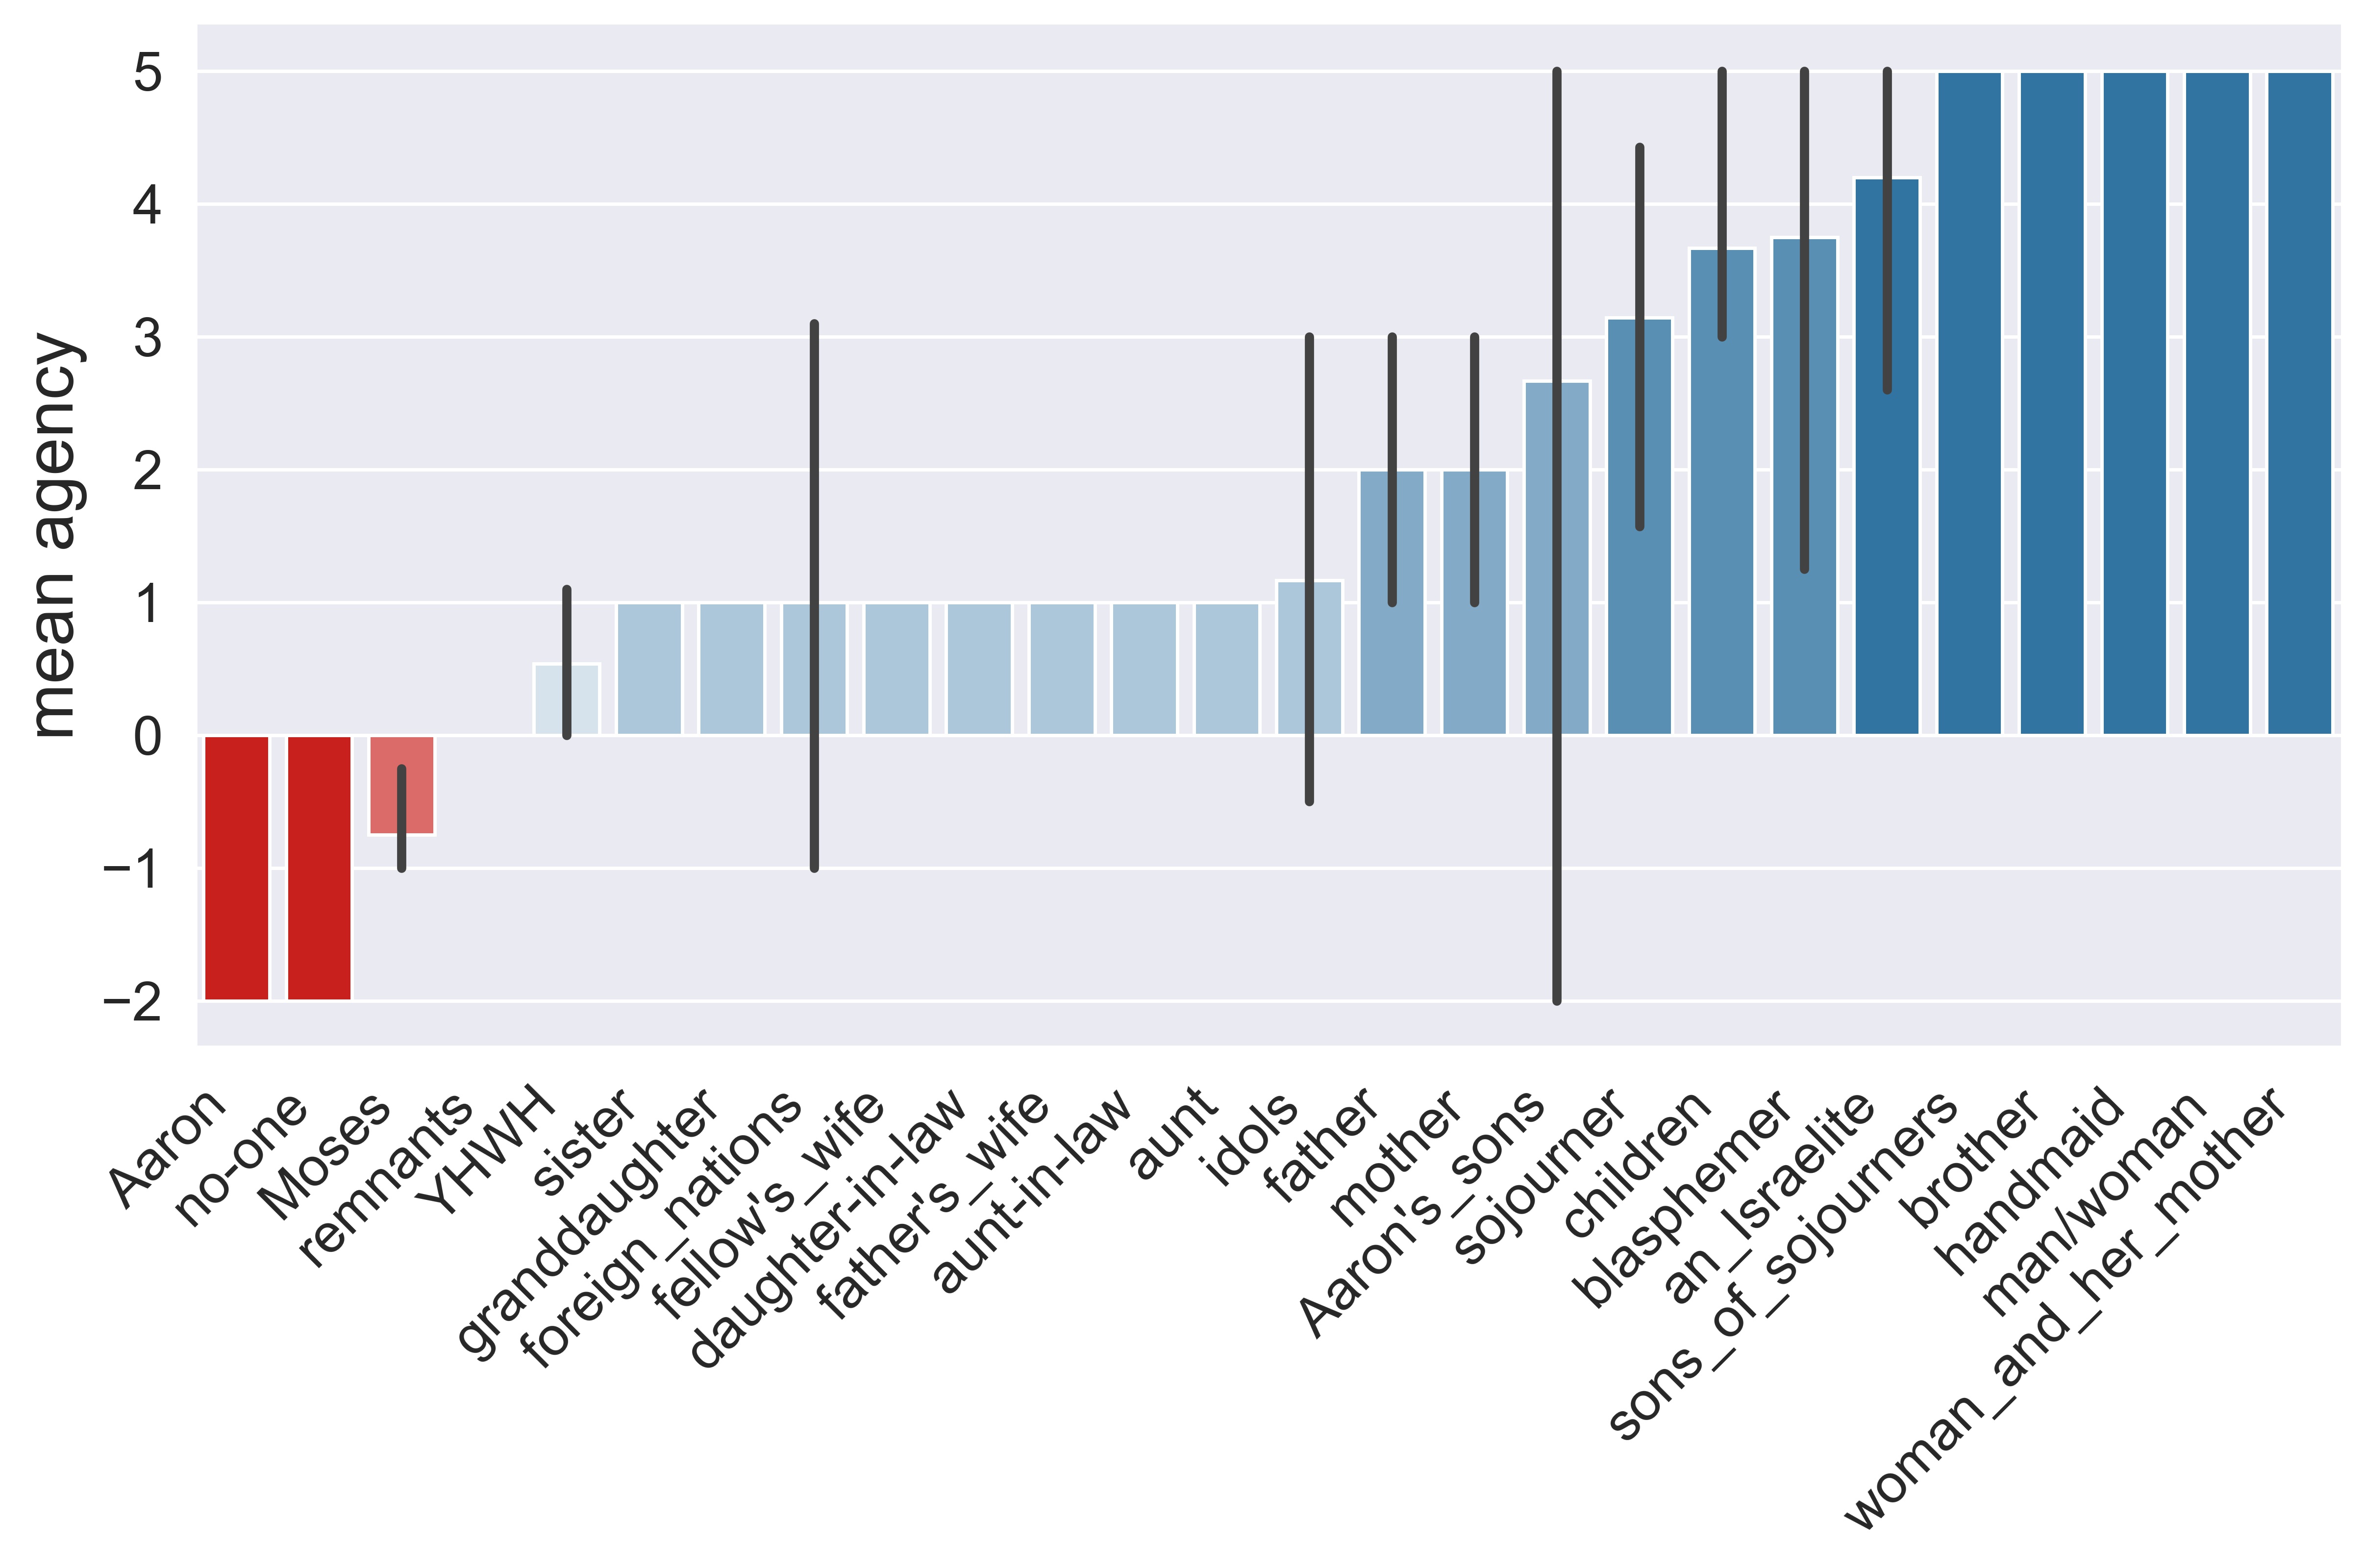 mean agency
5
4
3
2
1
0
−1
−2
Aaron
no-one
Moses
remnants
YHWH
sister
granddaughter
foreign_nations
fellow's_wife
daughter-in-law
father's_wife
aunt-in-law
aunt
idols
father
mother
Aaron's_sons
sojourner
children
blasphemer
an_Israelite
sons_of_sojourners
brother
handmaid
man/woman
woman_and_her_mother